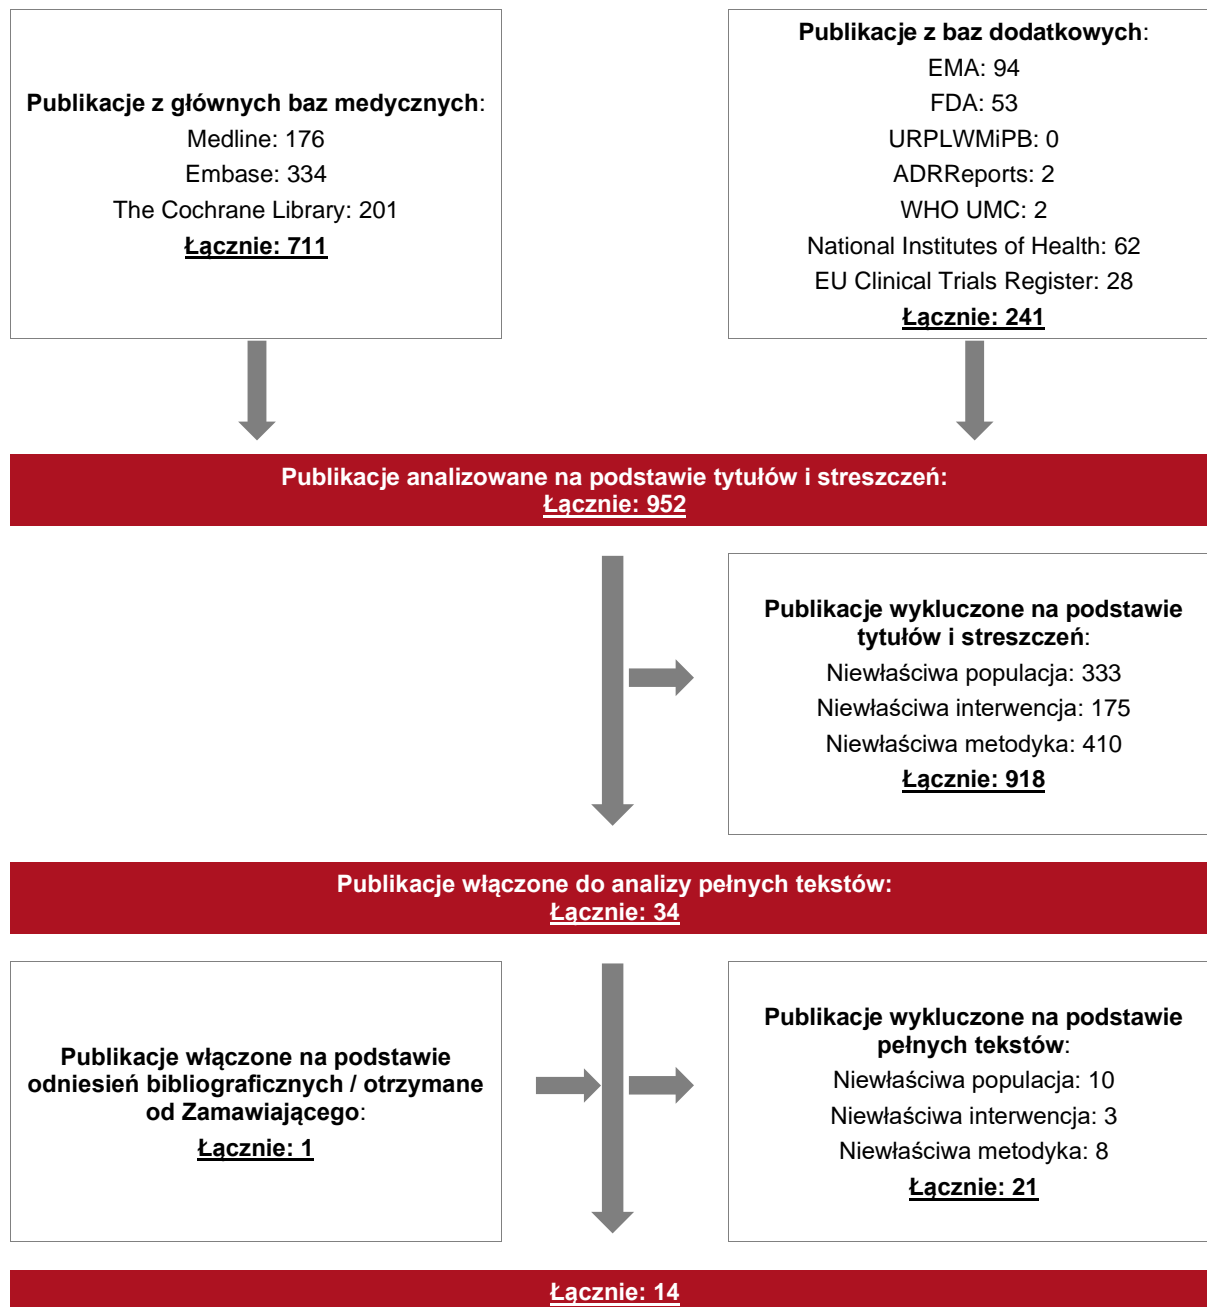 Publikacje z głównych baz medycznych:
Medline: 176
Embase: 334
The Cochrane Library: 201
Łącznie: 711
Publikacje z baz dodatkowych:
EMA: 94
FDA: 53
URPLWMiPB: 0
ADRReports: 2
WHO UMC: 2
National Institutes of Health: 62
EU Clinical Trials Register: 28
Łącznie: 241
Publikacje analizowane na podstawie tytułów i streszczeń:
Łącznie: 952
Publikacje wykluczone na podstawie
tytułów i streszczeń:
Niewłaściwa populacja: 333
Niewłaściwa interwencja: 175
Niewłaściwa metodyka: 410
Łącznie: 918
Publikacje włączone do analizy pełnych tekstów:
Łącznie: 34
Publikacje włączone na podstawie
odniesień bibliograficznych / otrzymane
od Zamawiającego:
Łącznie: 1
Publikacje wykluczone na podstawie
pełnych tekstów:
Niewłaściwa populacja: 10
Niewłaściwa interwencja: 3
Niewłaściwa metodyka: 8
Łącznie: 21
Łącznie: 14